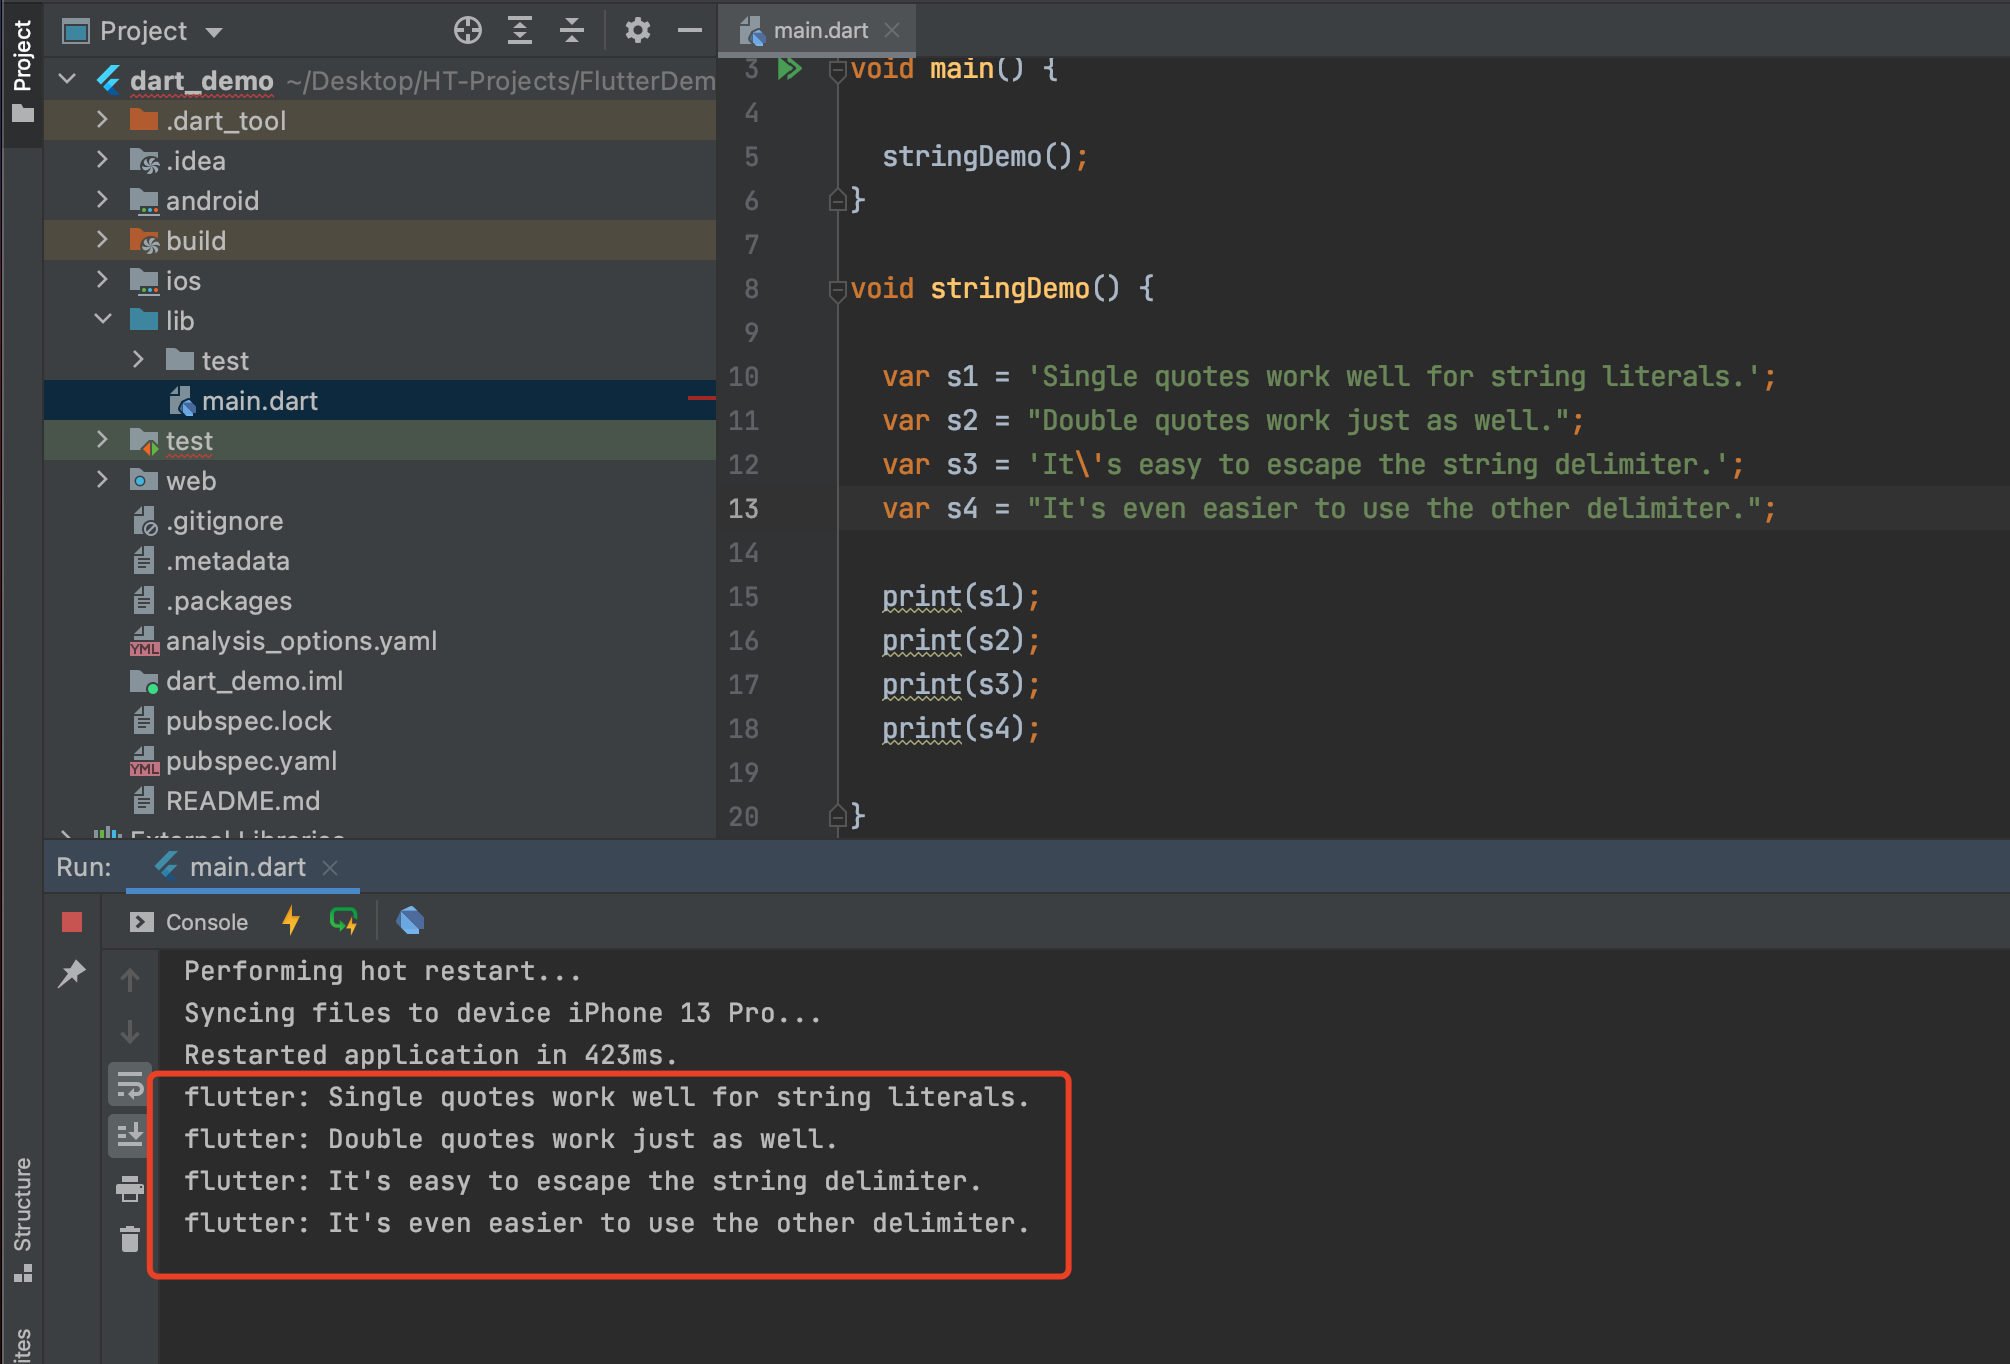 Project
Project
dart_demo ~/Desktop/HT-Projects/FlutterDem
.dart_tool
.idea
android
build
ios
lib
test
main.dart
test
web
.gitignore
.metadata
.packages
YML analysis_options.yaml
dart_demo.iml
pubspec.lock
YML pubspec.yaml
README.md
External Libraries
main.dart
3 void main() {
4
5 stringDemo();
6 }
7
8 void stringDemo() {
9
10 var s1 = 'Single quotes work well for string literals.';
11 var s2 = "Double quotes work just as well.";
12 var s3 = 'It\'s easy to escape the string delimiter.';
13 var s4 = "It's even easier to use the other delimiter.";
14
15 print(s1);
16 print(s2);
17 print(s3);
18 print(s4);
19
20 }
Run: main.dart
Console
Performing hot restart...
Syncing files to device iPhone 13 Pro...
Restarted application in 423ms.
flutter: Single quotes work well for string literals.
flutter: Double quotes work just as well.
flutter: It's easy to escape the string delimiter.
flutter: It's even easier to use the other delimiter.
Structure
ites